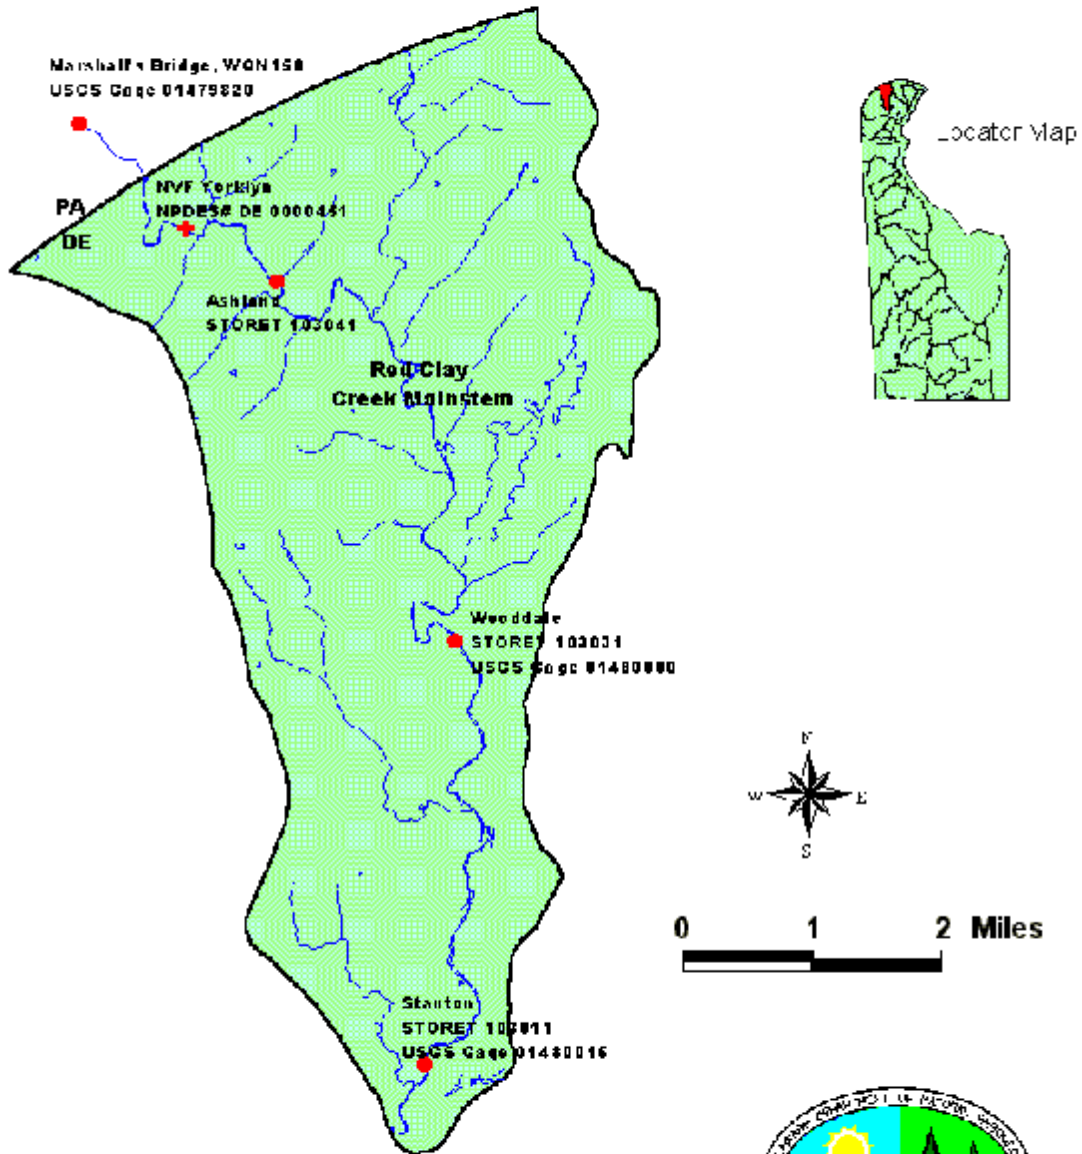 Marshall's Bridge, WQN150
USGS Gage 01479820
Locator Map
NVF Yorklyn
PA
NPDES# DE 0000451
DE
Ashland
STORET 103041
Red Clay
Creek Mainstem
Wooddale
STORET 103031
USGS Gage 01480000
N
W
E
S
0 1 2 Miles
Stanton
STORET 103011
USGS Gage 01480015